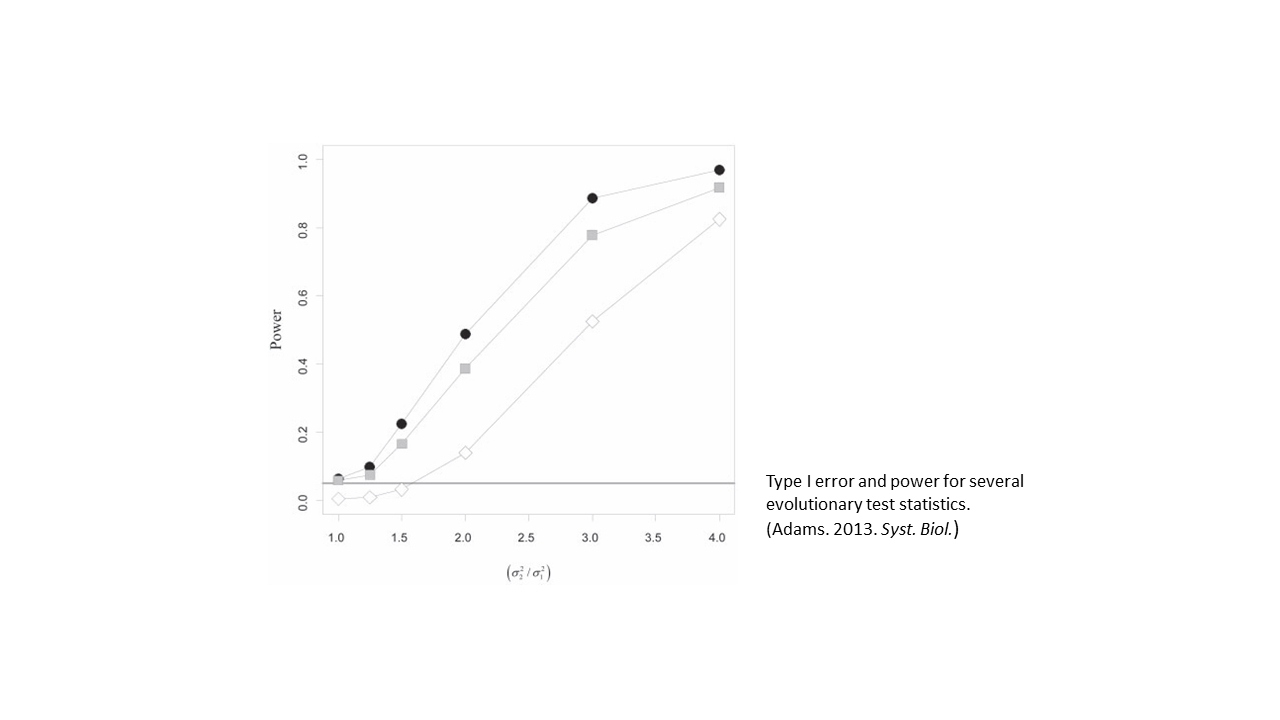 1.0
0.8
0.6
0.4
0.2
0.0
Power
1.0 1.5 2.0 2.5 3.0 3.5 4.0
(σ₂² / σ₁²)
Type I error and power for several
evolutionary test statistics.
(Adams. 2013. Syst. Biol.)